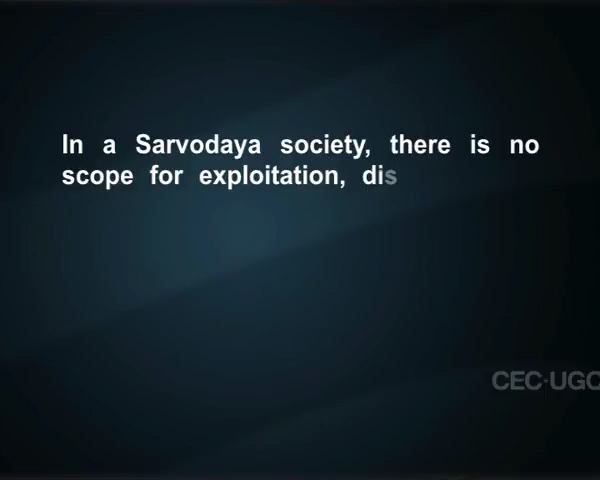 In a Sarvodaya society, there is no
scope for exploitation, dis
CEC-UGC